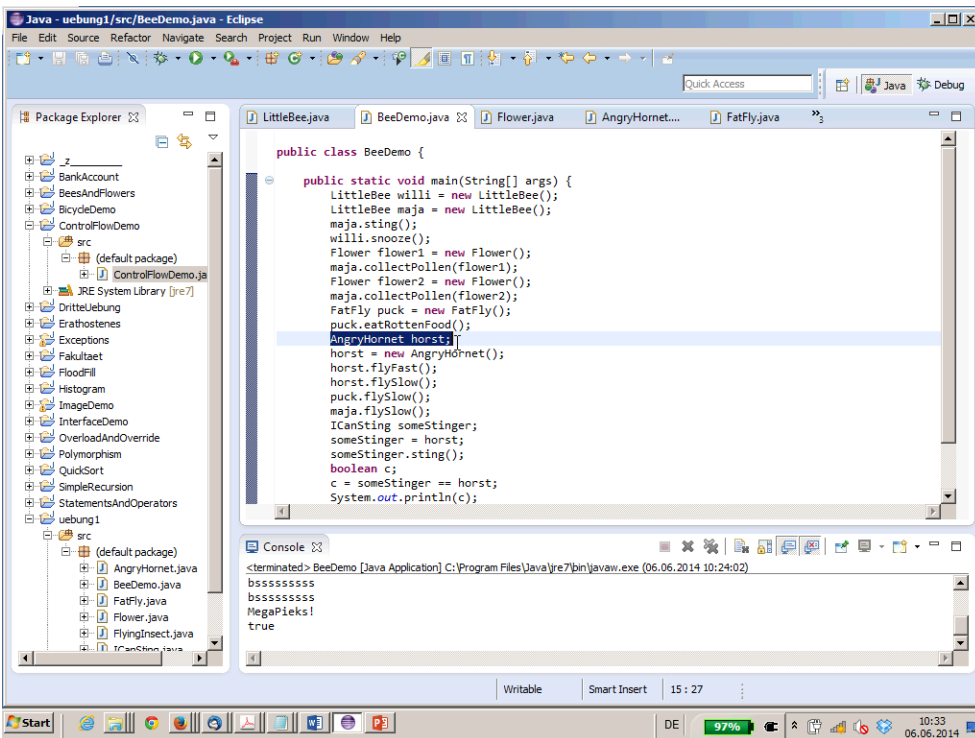 Java - uebung1/src/BeeDemo.java - Eclipse
File Edit Source Refactor Navigate Search Project Run Window Help
Quick Access
Java
Debug
Package Explorer
_z_________
BankAccount
BeesAndFlowers
BicycleDemo
ControlFlowDemo
src
(default package)
ControlFlowDemo.ja
JRE System Library [jre7]
DritteUebung
Erathostenes
Exceptions
Fakultaet
FloodFill
Histogram
ImageDemo
InterfaceDemo
OverloadAndOverride
Polymorphism
QuickSort
SimpleRecursion
StatementsAndOperators
uebung1
src
(default package)
AngryHornet.java
BeeDemo.java
FatFly.java
Flower.java
FlyingInsect.java
ICanSting.java
LittleBee.java
BeeDemo.java
Flower.java
AngryHornet....
FatFly.java
»3
public class BeeDemo {
public static void main(String[] args) {
LittleBee willi = new LittleBee();
LittleBee maja = new LittleBee();
maja.sting();
willi.snooze();
Flower flower1 = new Flower();
maja.collectPollen(flower1);
Flower flower2 = new Flower();
maja.collectPollen(flower2);
FatFly puck = new FatFly();
puck.eatRottenFood();
AngryHornet horst;
horst = new AngryHornet();
horst.flyFast();
horst.flySlow();
puck.flySlow();
maja.flySlow();
ICanSting someStinger;
someStinger = horst;
someStinger.sting();
boolean c;
c = someStinger == horst;
System.out.println(c);
Console
<terminated> BeeDemo [Java Application] C:\Program Files\Java\jre7\bin\javaw.exe (06.06.2014 10:24:02)
bsssssssss
bsssssssss
MegaPieks!
true
Writable
Smart Insert
15 : 27
Start
DE
97%
10:33
06.06.2014